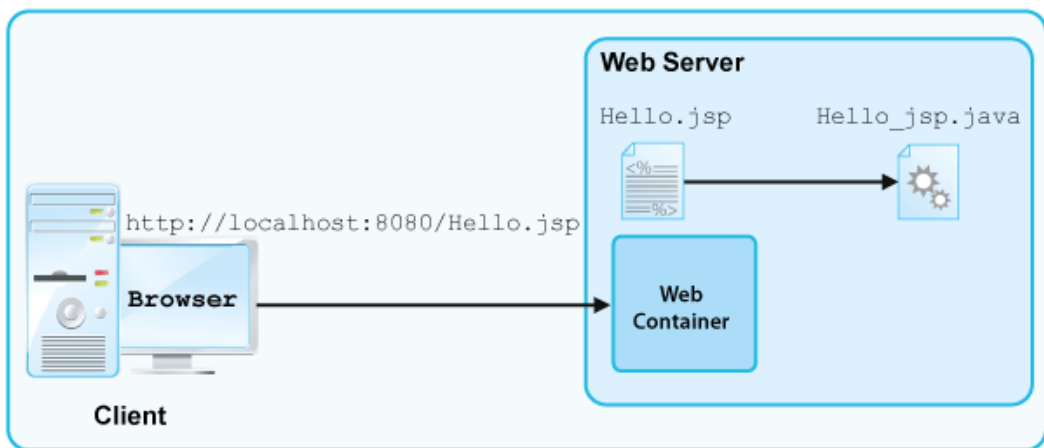 Web Server
Hello.jsp
Hello_jsp.java
<%
%>
http://localhost:8080/Hello.jsp
Browser
Web
Container
Client